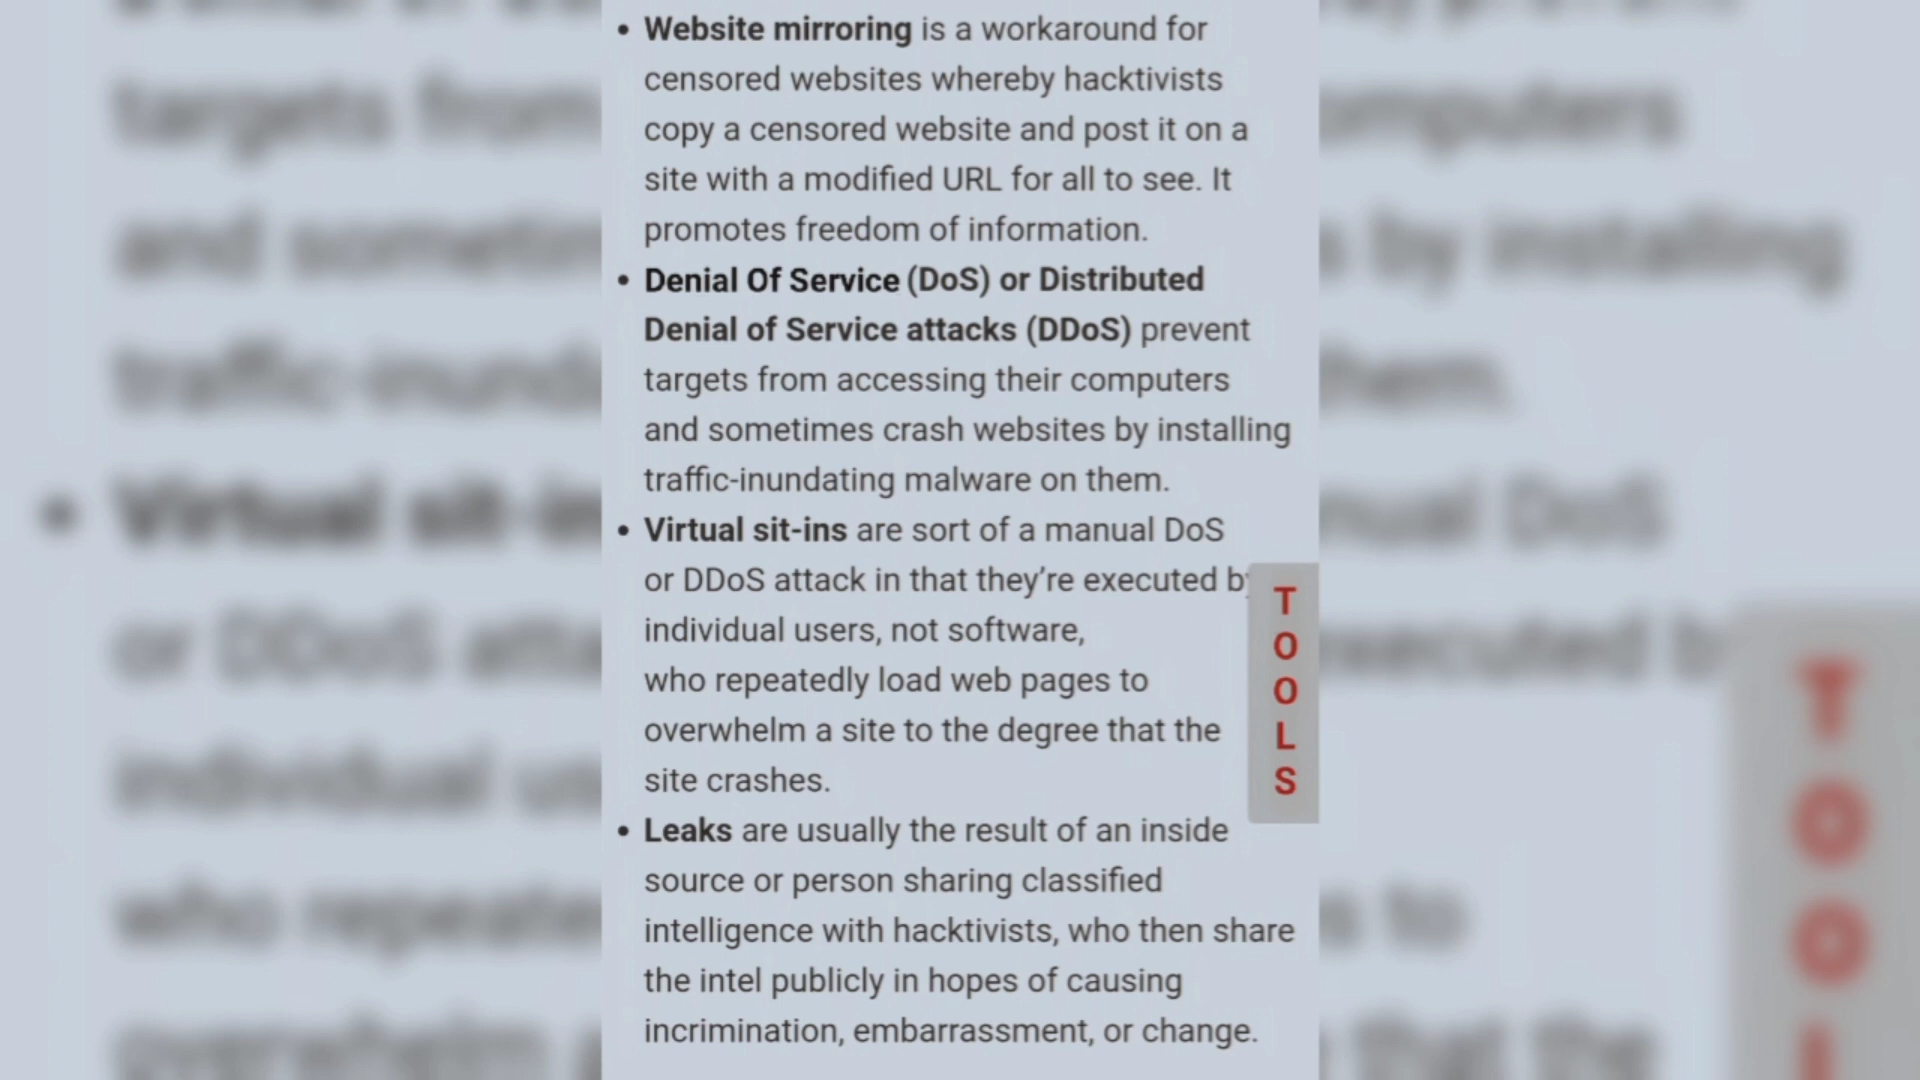 • Website mirroring is a workaround for
censored websites whereby hacktivists
copy a censored website and post it on a
site with a modified URL for all to see. It
promotes freedom of information.
• Denial Of Service (DoS) or Distributed
Denial of Service attacks (DDoS) prevent
targets from accessing their computers
and sometimes crash websites by installing
traffic-inundating malware on them.
• Virtual sit-ins are sort of a manual DoS
or DDoS attack in that they’re executed by
individual users, not software,
who repeatedly load web pages to
overwhelm a site to the degree that the
site crashes.
• Leaks are usually the result of an inside
source or person sharing classified
intelligence with hacktivists, who then share
the intel publicly in hopes of causing
incrimination, embarrassment, or change.
T
O
O
L
S